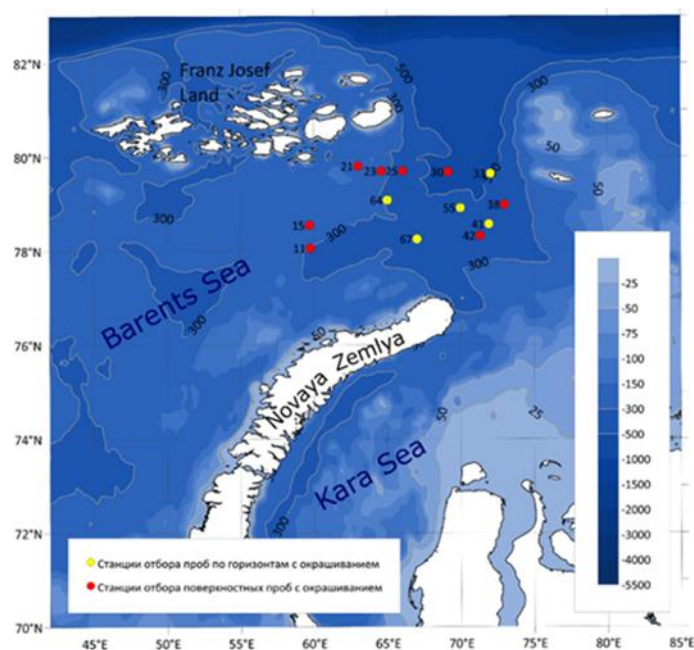 82°N
80°N
78°N
76°N
74°N
72°N
70°N
45°E 50°E 55°E 60°E 65°E 70°E 75°E 80°E 85°E
Franz Josef
Land
300
500
300
300
50
50
21 23 25 30 33
64 55 38
41
42
67
15
11
300
300
300
300
Barents Sea
Novaya Zemlya
Kara Sea
50
50
25
300
-25
-50
-75
-100
-150
-300
-500
-1000
-2000
-3000
-4000
-5500
Станции отбора проб по горизонтам с окрашиванием
Станции отбора поверхностных проб с окрашиванием